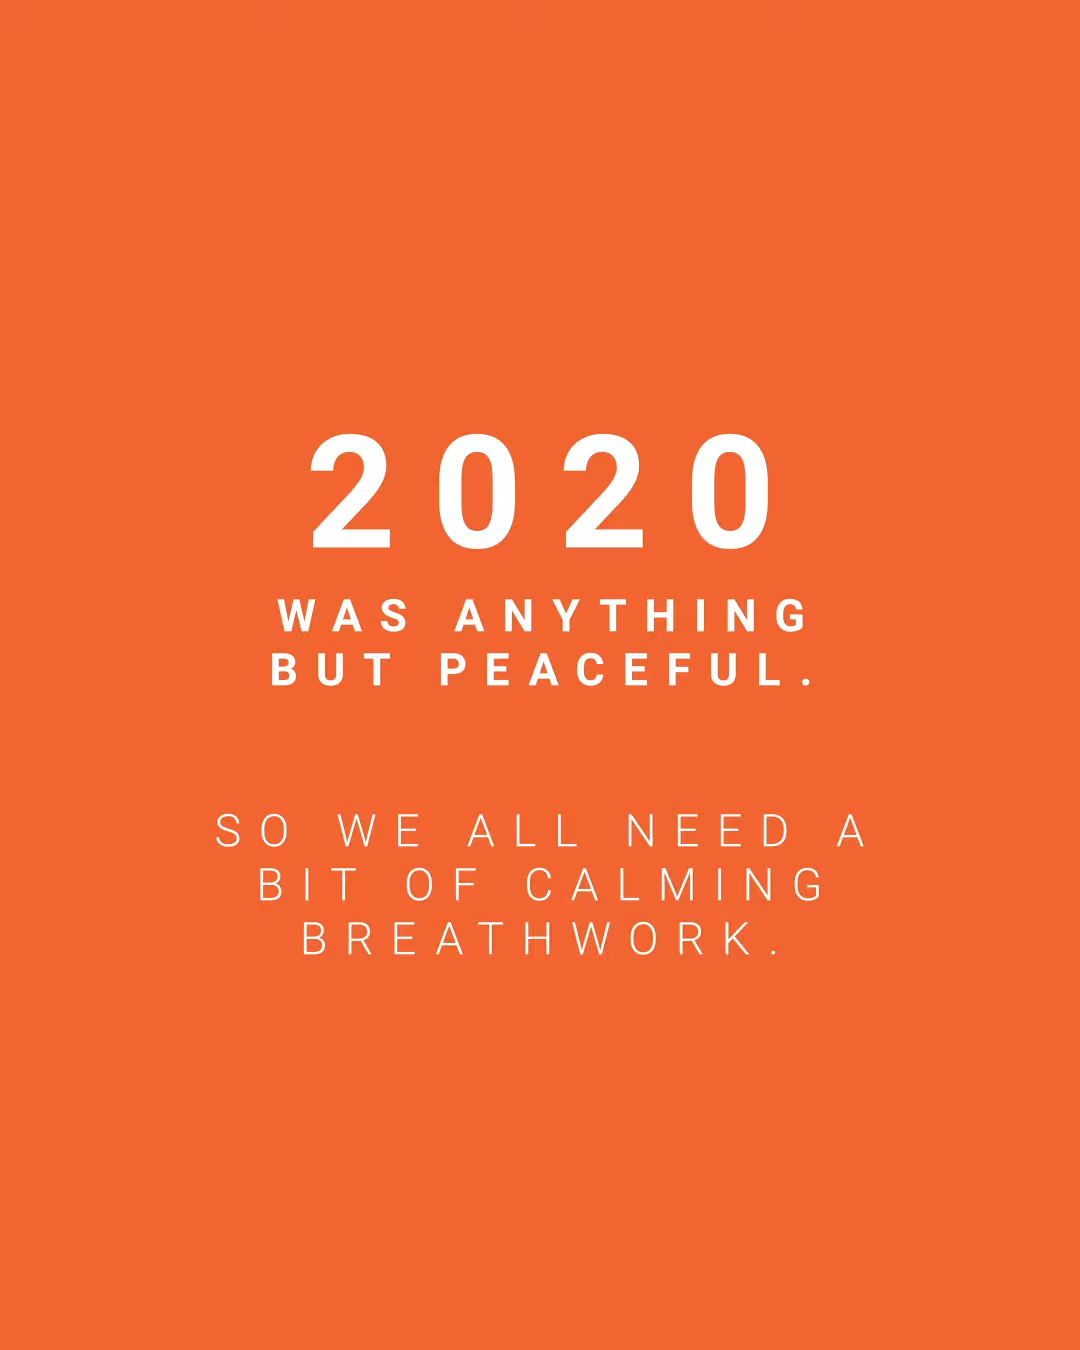 2020
WAS ANYTHING
BUT PEACEFUL.
SO WE ALL NEED A
BIT OF CALMING
BREATHWORK.